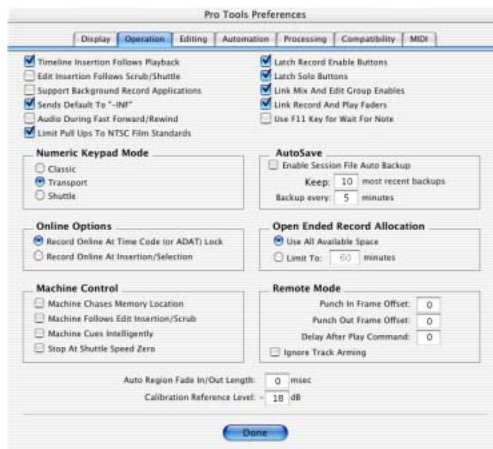 Pro Tools Preferences
Display Operation Editing Automation Processing Compatibility MIDI
Timeline Insertion Follows Playback
Edit Insertion Follows Scrub/Shuttle
Support Background Record Applications
Sends Default To "-INF"
Audio During Fast Forward/Rewind
Limit Pull Ups To NTSC Film Standards
Latch Record Enable Buttons
Latch Solo Buttons
Link Mix And Edit Group Enables
Link Record And Play Faders
Use F11 Key for Wait For Note
Numeric Keypad Mode
Classic
Transport
Shuttle
AutoSave
Enable Session File Auto Backup
Keep: 10 most recent backups
Backup every: 5 minutes
Online Options
Record Online At Time Code (or ADAT) Lock
Record Online At Insertion/Selection
Open Ended Record Allocation
Use All Available Space
Limit To: 60 minutes
Machine Control
Machine Chases Memory Location
Machine Follows Edit Insertion/Scrub
Machine Cues Intelligently
Stop At Shuttle Speed Zero
Remote Mode
Punch In Frame Offset: 0
Punch Out Frame Offset: 0
Delay After Play Command: 0
Ignore Track Arming
Auto Region Fade In/Out Length: 0 msec
Calibration Reference Level: - 18 dB
Done